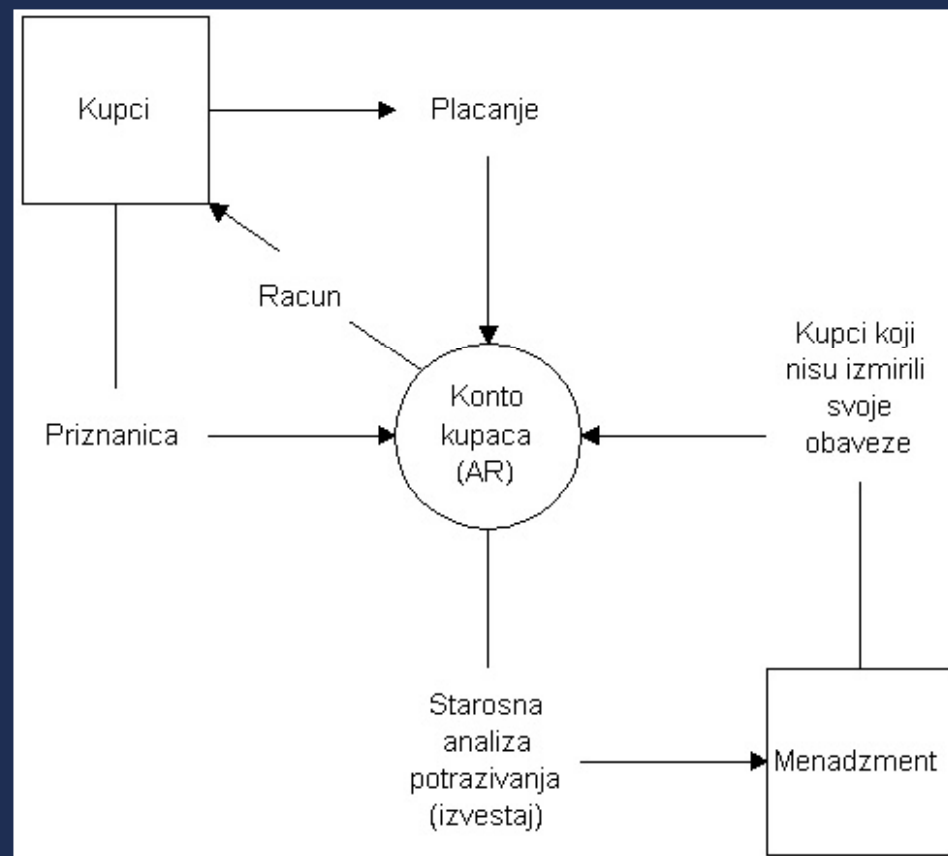 Kupci
Placanje
Racun
Priznanica
Konto
kupaca
(AR)
Kupci koji
nisu izmirili
svoje
obaveze
Starosna
analiza
potrazivanja
(izvestaj)
Menadzment